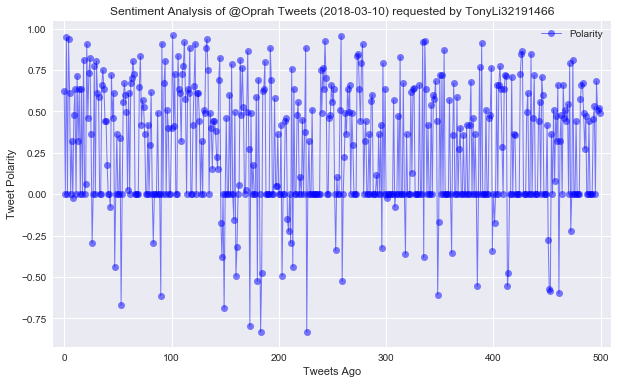 Sentiment Analysis of @Oprah Tweets (2018-03-10) requested by TonyLi32191466
Polarity
1.00
0.75
0.50
0.25
0.00
−0.25
−0.50
−0.75
Tweet Polarity
0 100 200 300 400 500
Tweets Ago